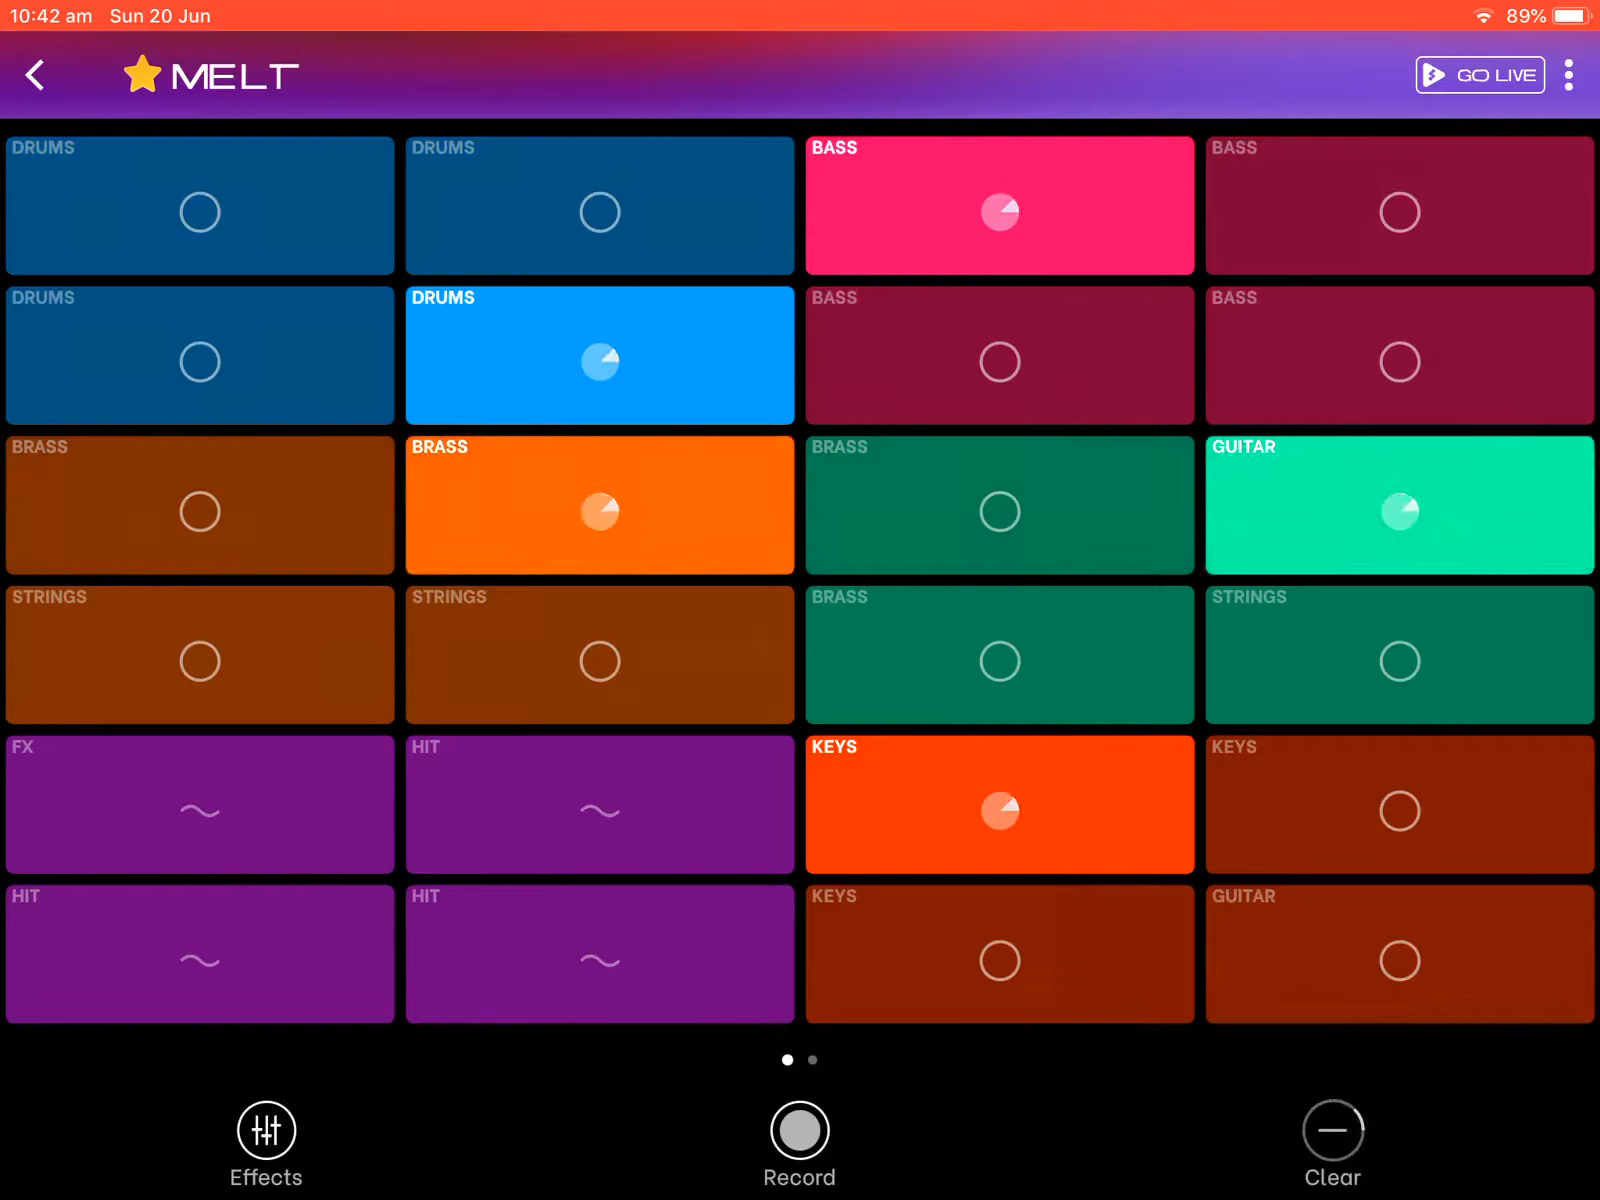 10:42 am Sun 20 Jun 89%
MELT GO LIVE
DRUMS DRUMS BASS BASS
DRUMS DRUMS BASS BASS
BRASS BRASS BRASS GUITAR
STRINGS STRINGS BRASS STRINGS
FX HIT KEYS KEYS
HIT HIT KEYS GUITAR
Effects Record Clear